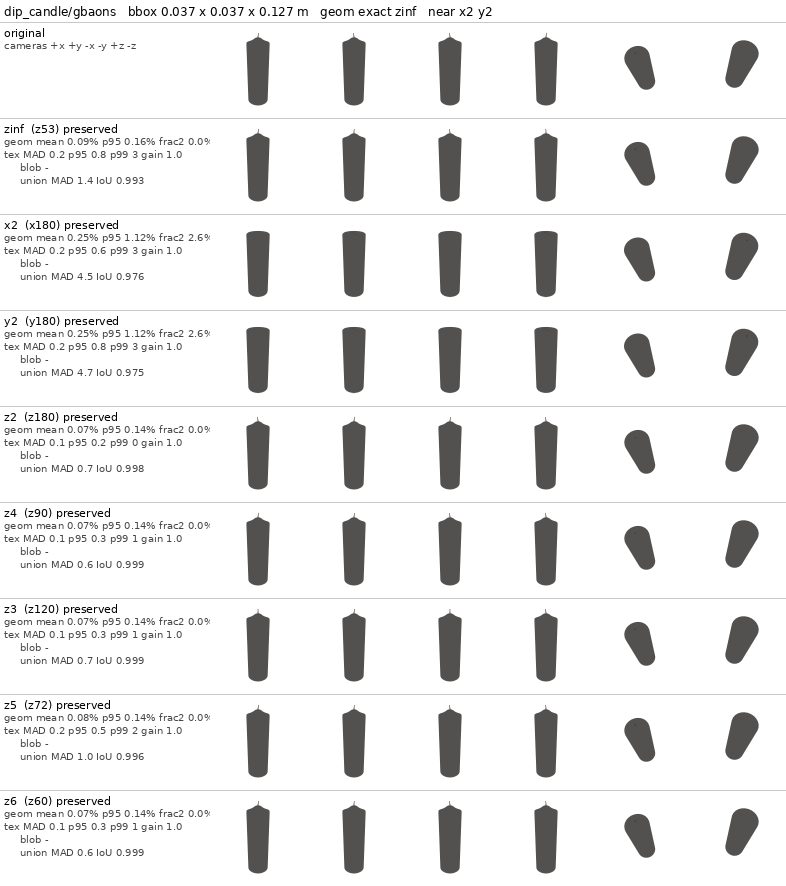 dip_candle/gbaons bbox 0.037 x 0.037 x 0.127 m geom exact zinf near x2 y2
original
cameras +x +y -x -y +z -z
zinf (z53) preserved
geom mean 0.09% p95 0.16% frac2 0.0%
tex MAD 0.2 p95 0.8 p99 3 gain 1.0
blob -
union MAD 1.4 IoU 0.993
x2 (x180) preserved
geom mean 0.25% p95 1.12% frac2 2.6%
tex MAD 0.2 p95 0.6 p99 3 gain 1.0
blob -
union MAD 4.5 IoU 0.976
y2 (y180) preserved
geom mean 0.25% p95 1.12% frac2 2.6%
tex MAD 0.2 p95 0.8 p99 3 gain 1.0
blob -
union MAD 4.7 IoU 0.975
z2 (z180) preserved
geom mean 0.07% p95 0.14% frac2 0.0%
tex MAD 0.1 p95 0.2 p99 0 gain 1.0
blob -
union MAD 0.7 IoU 0.998
z4 (z90) preserved
geom mean 0.07% p95 0.14% frac2 0.0%
tex MAD 0.1 p95 0.3 p99 1 gain 1.0
blob -
union MAD 0.6 IoU 0.999
z3 (z120) preserved
geom mean 0.07% p95 0.14% frac2 0.0%
tex MAD 0.1 p95 0.3 p99 1 gain 1.0
blob -
union MAD 0.7 IoU 0.999
z5 (z72) preserved
geom mean 0.08% p95 0.14% frac2 0.0%
tex MAD 0.2 p95 0.5 p99 2 gain 1.0
blob -
union MAD 1.0 IoU 0.996
z6 (z60) preserved
geom mean 0.07% p95 0.14% frac2 0.0%
tex MAD 0.1 p95 0.3 p99 1 gain 1.0
blob -
union MAD 0.6 IoU 0.999